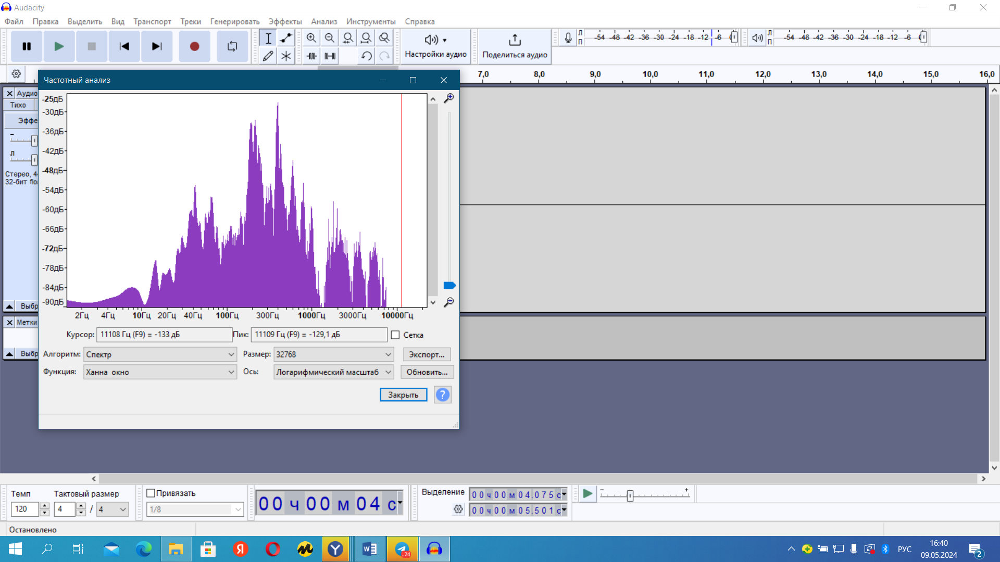 Audacity
Файл Правка Выделить Вид Транспорт Треки Генерировать Эффекты Анализ Инструменты Справка
Настройки аудио
Поделиться аудио
Л
П
-54 -48 -42 -36 -30 -24 -18 -12 -6 0
Л
П
-54 -48 -42 -36 -30 -24 -18 -12 -6 0
7,0 8,0 9,0 10,0 11,0 12,0 13,0 14,0 15,0 16,0
Частотный анализ
Аудио
Тихо
Эффе
Л
Стерео, 44
32-бит floa
Выбр
Метки
Выбр
-25дБ
-30дБ
-36дБ
-42дБ
-48дБ
-54дБ
-60дБ
-66дБ
-72дБ
-78дБ
-84дБ
-90дБ
2Гц 4Гц 10Гц 20Гц 40Гц 100Гц 300Гц 1000Гц 3000Гц 10000Гц
Курсор: 11108 Гц (F9) = -133 дБ Пик: 11109 Гц (F9) = -129,1 дБ Сетка
Алгоритм: Спектр Размер: 32768 Экспорт...
Функция: Ханна окно Ось: Логарифмический масштаб Обновить...
Закрыть ?
Темп Тактовый размер
120 4 / 4
Привязать
1/8
00 ч 00 м 04 с
Выделение
00 ч 00 м 04.075 с
00 ч 00 м 05.501 с
- +
Остановлено
Я
Y
W
..24
РУС
16:40
09.05.2024
2